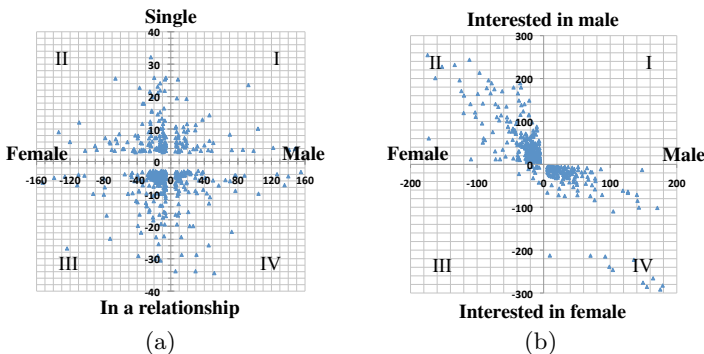 Single
40
II
I
30
20
10
Female
0
Male
-160 -120 -80 -40 0 40 80 120 160
-10
-20
III
-30
IV
-40
In a relationship
(a)
Interested in male
300
II
I
200
100
Female
0
Male
-200 -100 0 100 200
-100
III
-200
IV
-300
Interested in female
(b)